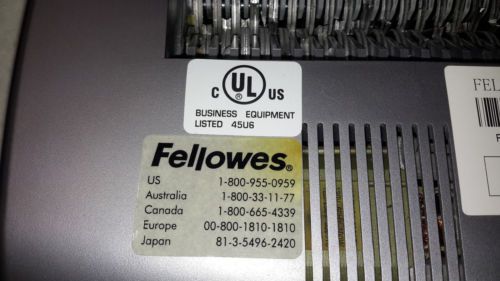 C UL US
BUSINESS EQUIPMENT
LISTED 45U6
Fellowes®
US 1-800-955-0959
Australia 1-800-33-11-77
Canada 1-800-665-4339
Europe 00-800-1810-1810
Japan 81-3-5496-2420
FEL